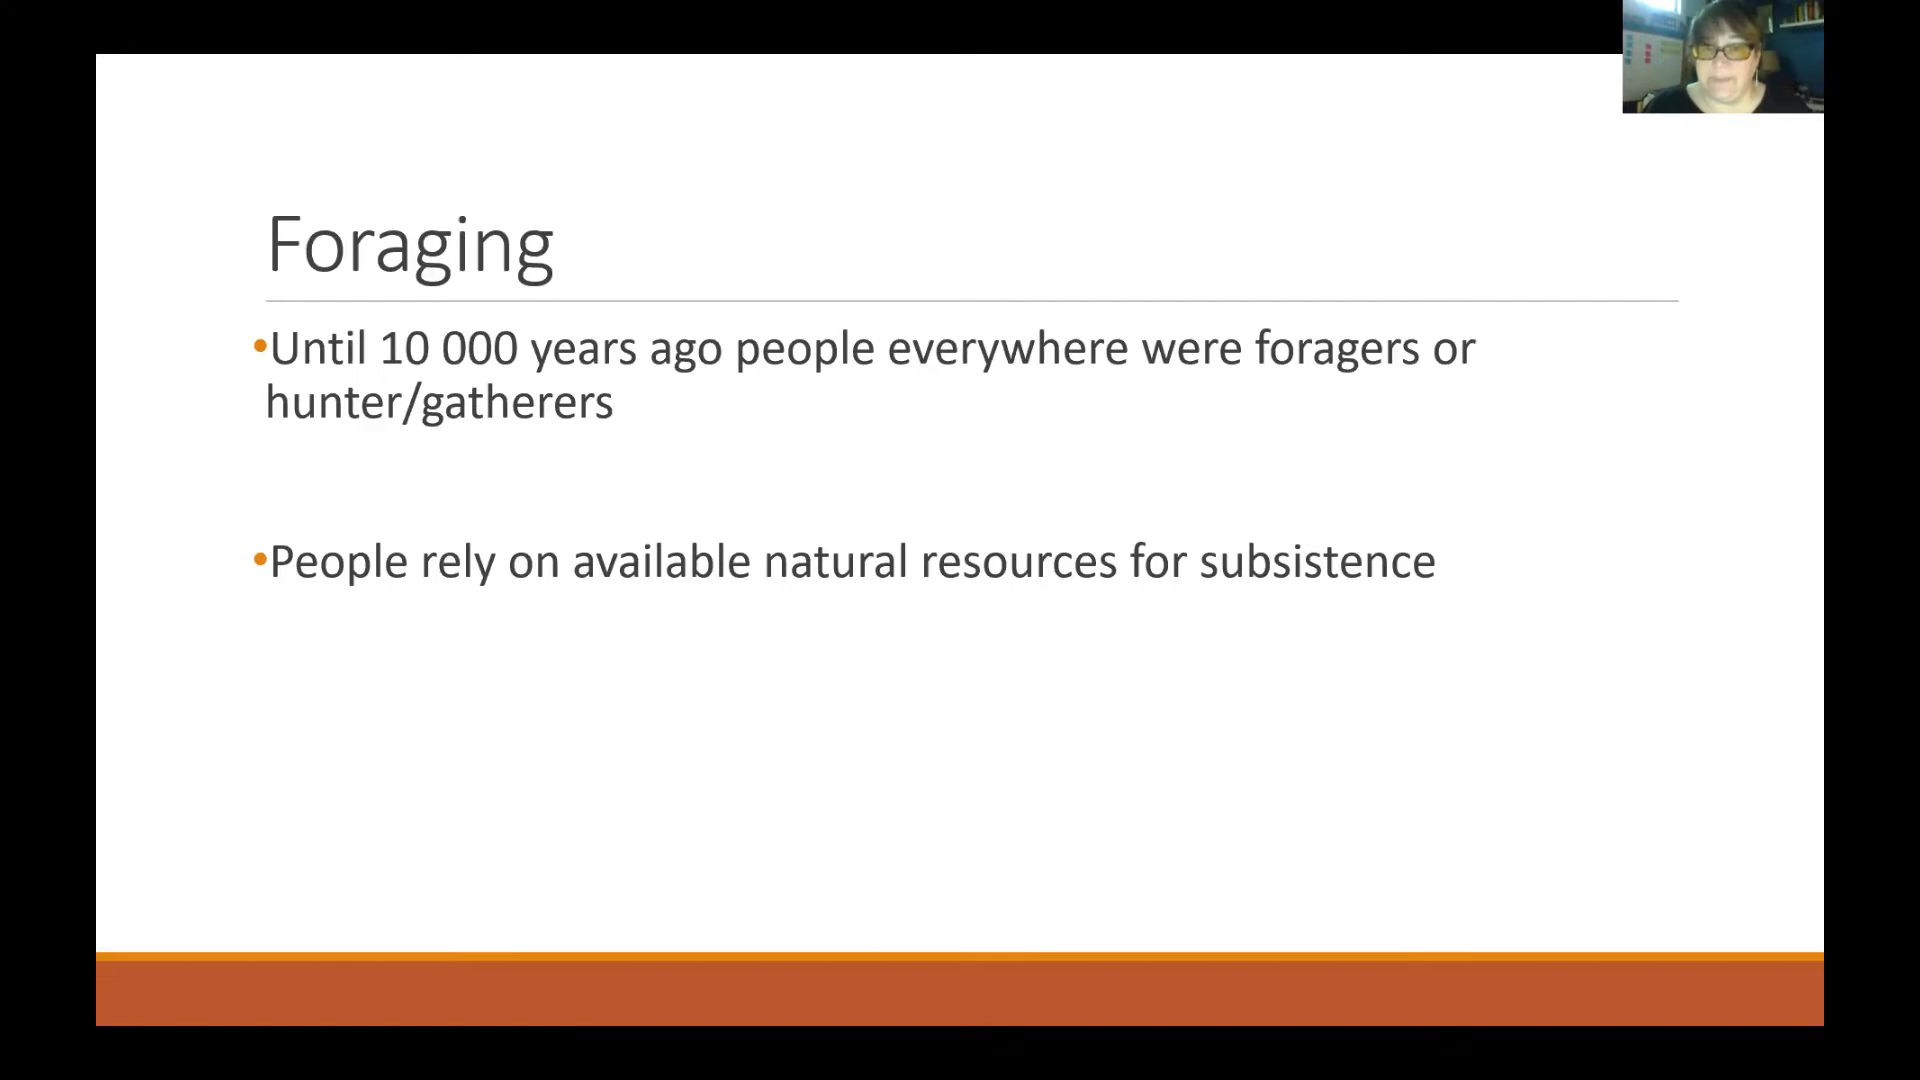 Foraging
•Until 10 000 years ago people everywhere were foragers or
hunter/gatherers
•People rely on available natural resources for subsistence